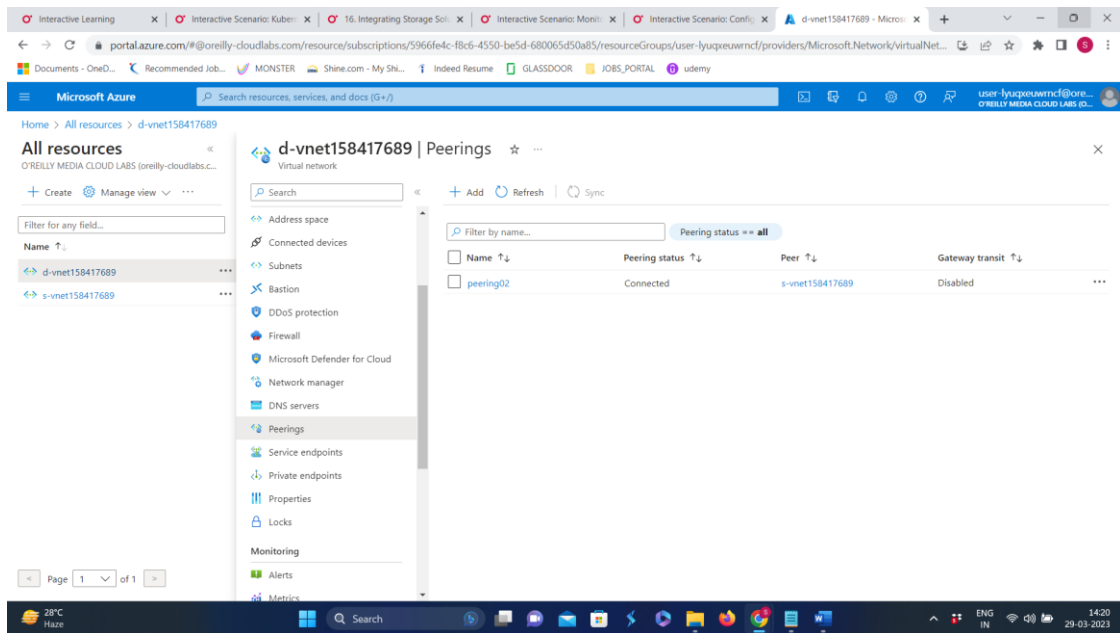 Interactive Learning
Interactive Scenario: Kubern
16. Integrating Storage Sol
Interactive Scenario: Monito
Interactive Scenario: Config
d-vnet158417689 - Micros
portal.azure.com/#@oreilly-cloudlabs.com/resource/subscriptions/5966fe4c-f8c6-4550-be5d-680065d50a85/resourceGroups/user-lyuqxeuwrncf/providers/Microsoft.Network/virtualNet...
S
Documents - OneD...
Recommended Job...
MONSTER
Shine.com - My Shi...
Indeed Resume
GLASSDOOR
JOBS_PORTAL
udemy
Microsoft Azure
Search resources, services, and docs (G+/)
user-lyuqxeuwrncf@ore...
O'REILLY MEDIA CLOUD LABS (O...
Home > All resources > d-vnet158417689
All resources
O'REILLY MEDIA CLOUD LABS (oreilly-cloudlabs.c...
+ Create
Manage view
...
Filter for any field...
Name ↑↓
d-vnet158417689
...
s-vnet158417689
...
< Page 1 of 1 >
d-vnet158417689 | Peerings
Virtual network
Search
«
Address space
Connected devices
Subnets
Bastion
DDoS protection
Firewall
Microsoft Defender for Cloud
Network manager
DNS servers
Peerings
Service endpoints
Private endpoints
Properties
Locks
Monitoring
Alerts
Metrics
+ Add
Refresh
Sync
Filter by name...
Peering status == all
Name ↑↓ Peering status ↑↓ Peer ↑↓ Gateway transit ↑↓
peering02 Connected s-vnet158417689 Disabled ...
28°C
Haze
Search
ENG
IN
14:20
29-03-2023